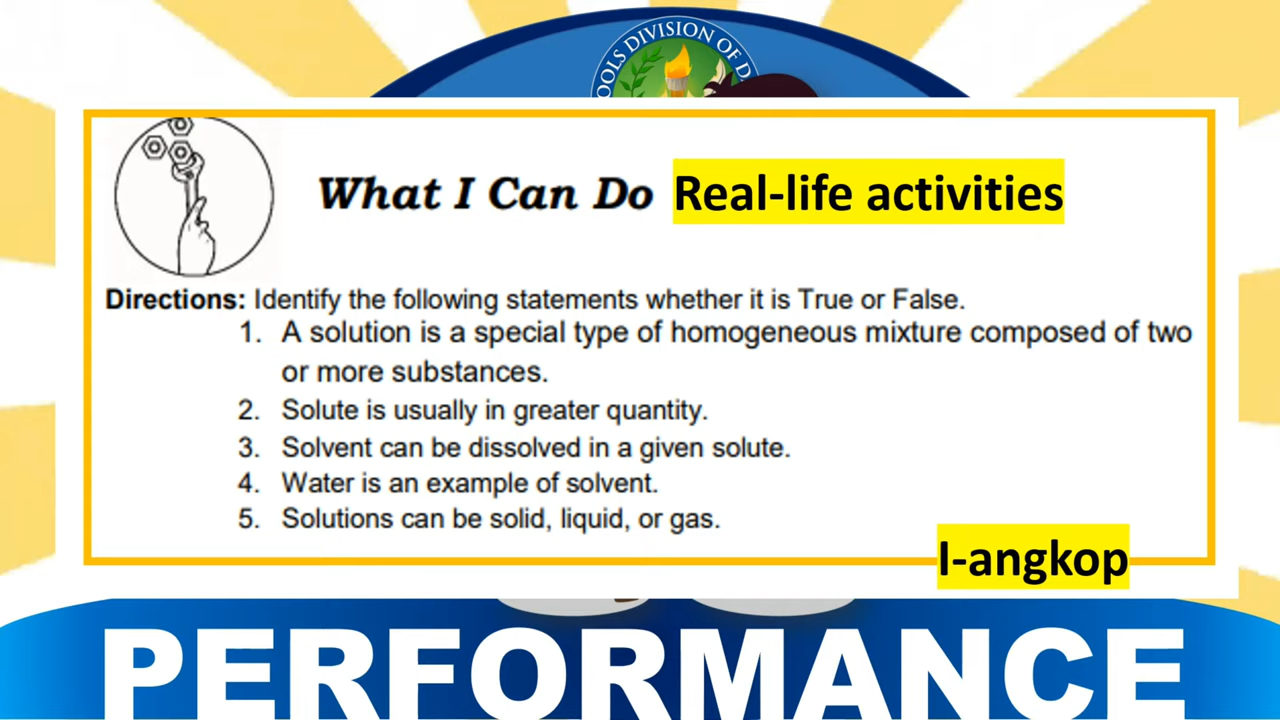 OOLS DIVISION OF D
What I Can Do Real-life activities
Directions: Identify the following statements whether it is True or False.
1. A solution is a special type of homogeneous mixture composed of two
or more substances.
2. Solute is usually in greater quantity.
3. Solvent can be dissolved in a given solute.
4. Water is an example of solvent.
5. Solutions can be solid, liquid, or gas.
I-angkop
PERFORMANCE